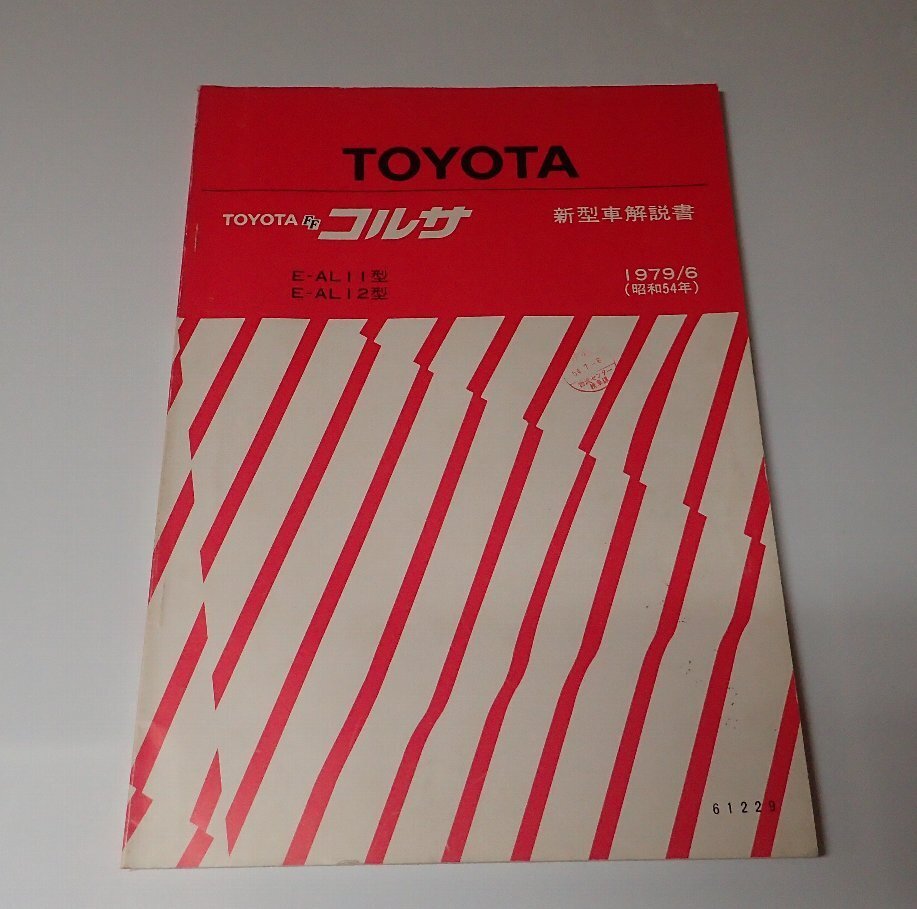 TOYOTA
TOYOTA FF コルサ
新型車解説書
E-AL11型
E-AL12型
1979/6
(昭和54年)
61229